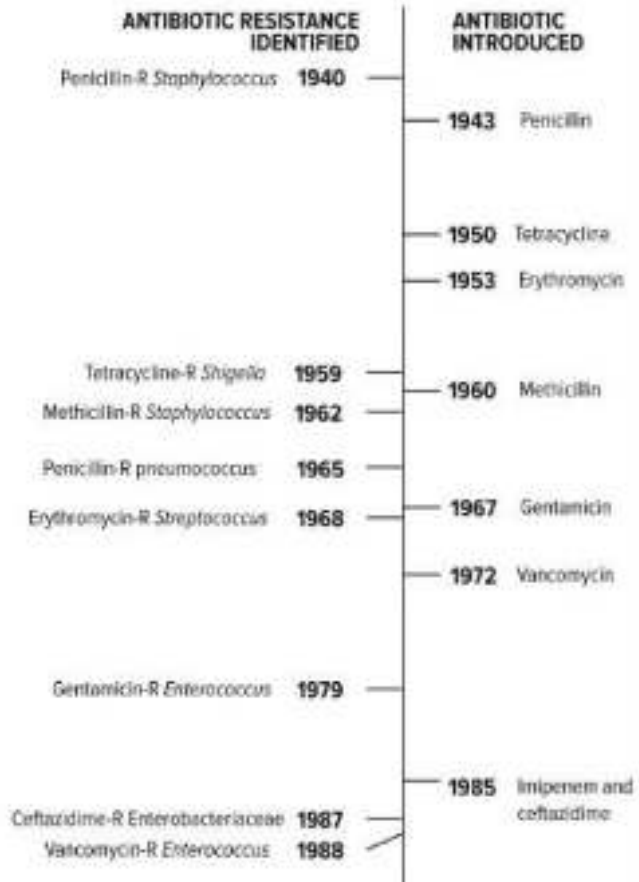 ANTIBIOTIC RESISTANCE
IDENTIFIED
Penicillin-R Staphylococcus 1940
Tetracycline-R Shigella 1959
Methicillin-R Staphylococcus 1962
Penicillin-R pneumococcus 1965
Erythromycin-R Streptococcus 1968
Gentamicin-R Enterococcus 1979
Ceftazidime-R Enterobacteriaceae 1987
Vancomycin-R Enterococcus 1988
ANTIBIOTIC
INTRODUCED
1943 Penicillin
1950 Tetracycline
1953 Erythromycin
1960 Methicillin
1967 Gentamicin
1972 Vancomycin
1985 Imipenem and
ceftazidime